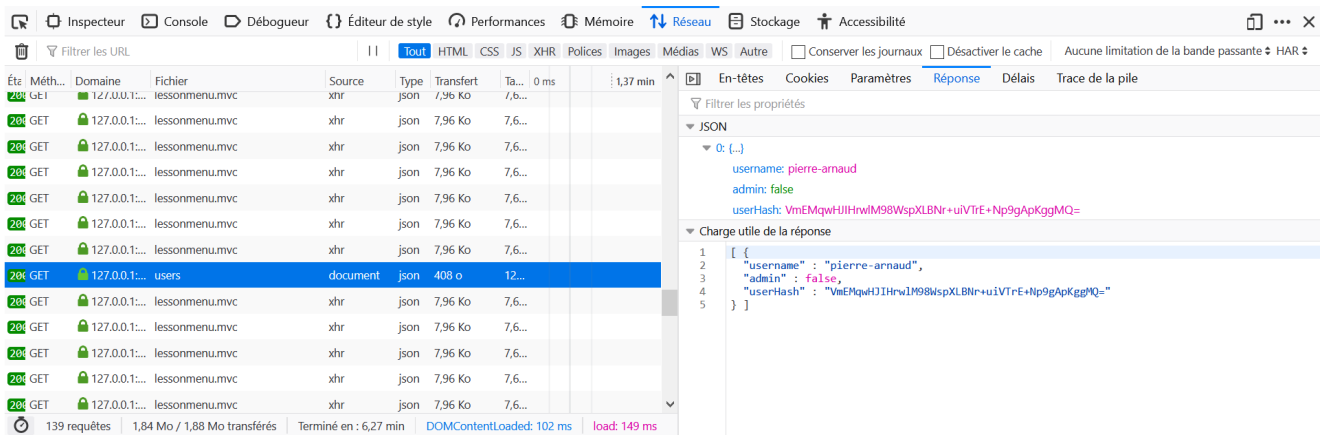 Inspecteur Console Débogueur {} Éditeur de style Performances Mémoire Réseau Stockage Accessibilité
Filtrer les URL Tout HTML CSS JS XHR Polices Images Médias WS Autre Conserver les journaux Désactiver le cache Aucune limitation de la bande passante HAR
Éta Méth... Domaine Fichier Source Type Transfert Ta... 0 ms 1,37 min
GET 127.0.0.1:... lessonmenu.mvc xhr json 7,96 Ko 7,6...
GET 127.0.0.1:... lessonmenu.mvc xhr json 7,96 Ko 7,6...
GET 127.0.0.1:... lessonmenu.mvc xhr json 7,96 Ko 7,6...
GET 127.0.0.1:... lessonmenu.mvc xhr json 7,96 Ko 7,6...
GET 127.0.0.1:... lessonmenu.mvc xhr json 7,96 Ko 7,6...
GET 127.0.0.1:... lessonmenu.mvc xhr json 7,96 Ko 7,6...
GET 127.0.0.1:... lessonmenu.mvc xhr json 7,96 Ko 7,6...
GET 127.0.0.1:... users document json 408 o 12...
GET 127.0.0.1:... lessonmenu.mvc xhr json 7,96 Ko 7,6...
GET 127.0.0.1:... lessonmenu.mvc xhr json 7,96 Ko 7,6...
GET 127.0.0.1:... lessonmenu.mvc xhr json 7,96 Ko 7,6...
GET 127.0.0.1:... lessonmenu.mvc xhr json 7,96 Ko 7,6...
GET 127.0.0.1:... lessonmenu.mvc xhr json 7,96 Ko 7,6...
139 requêtes 1,84 Mo / 1,88 Mo transférés Terminé en : 6,27 min DOMContentLoaded: 102 ms load: 149 ms
En-têtes Cookies Paramètres Réponse Délais Trace de la pile
Filtrer les propriétés
JSON
0: {...}
username: pierre-arnaud
admin: false
userHash: VmEMqwHJIHrwlM98WspXLBNr+uiVTrE+Np9gApKggMQ=
Charge utile de la réponse
1 [ {
2 "username" : "pierre-arnaud",
3 "admin" : false,
4 "userHash" : "VmEMqwHJIHrwlM98WspXLBNr+uiVTrE+Np9gApKggMQ="
5 } ]